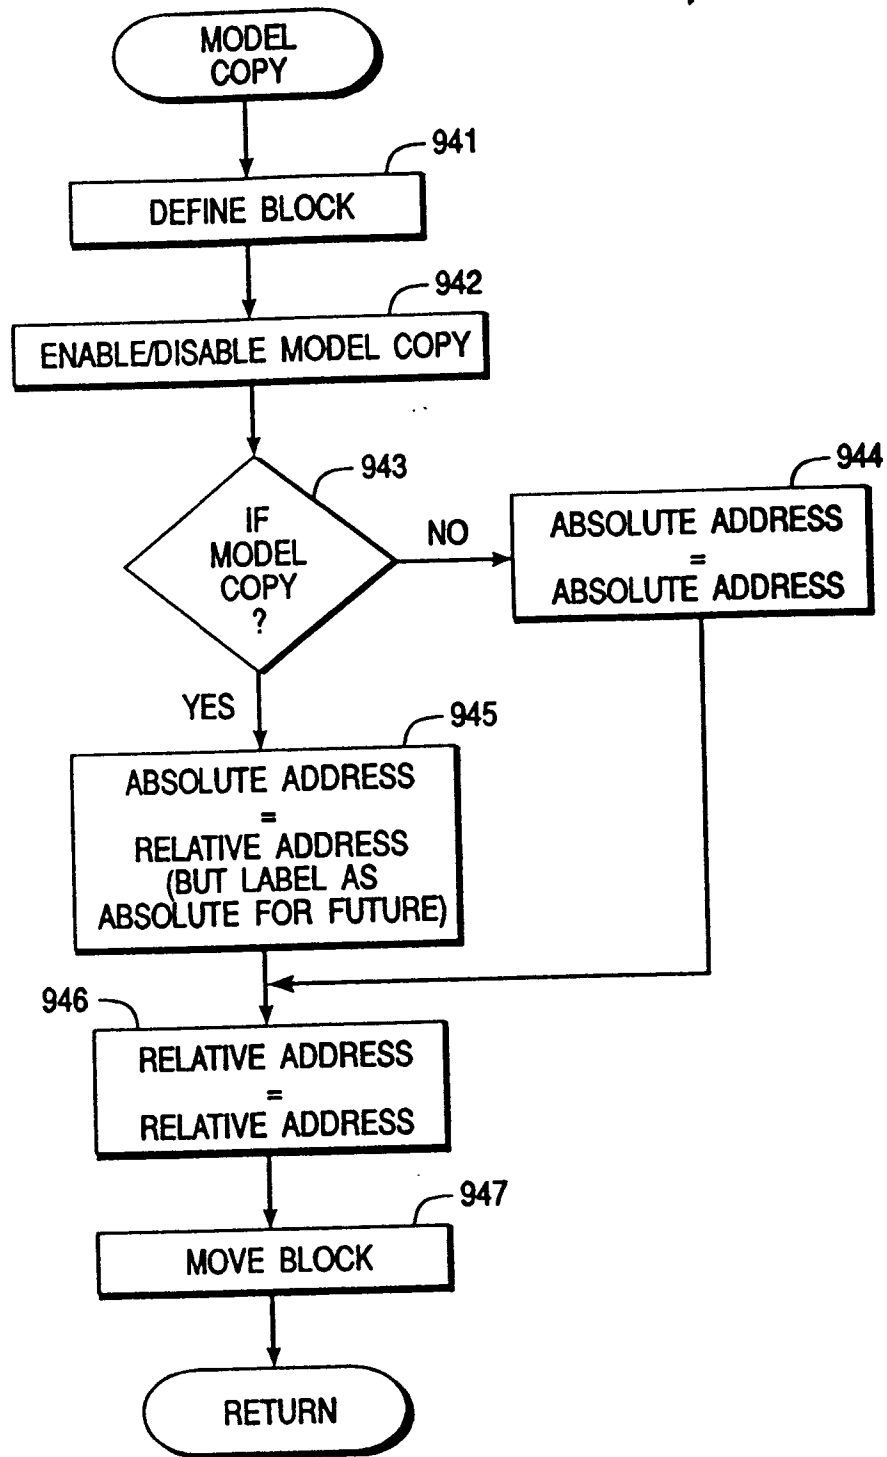 MODEL
COPY
941
DEFINE BLOCK
942
ENABLE/DISABLE MODEL COPY
943
IF
MODEL
COPY
?
NO
944
ABSOLUTE ADDRESS
=
ABSOLUTE ADDRESS
YES
945
ABSOLUTE ADDRESS
=
RELATIVE ADDRESS
(BUT LABEL AS
ABSOLUTE FOR FUTURE)
946
RELATIVE ADDRESS
=
RELATIVE ADDRESS
947
MOVE BLOCK
RETURN